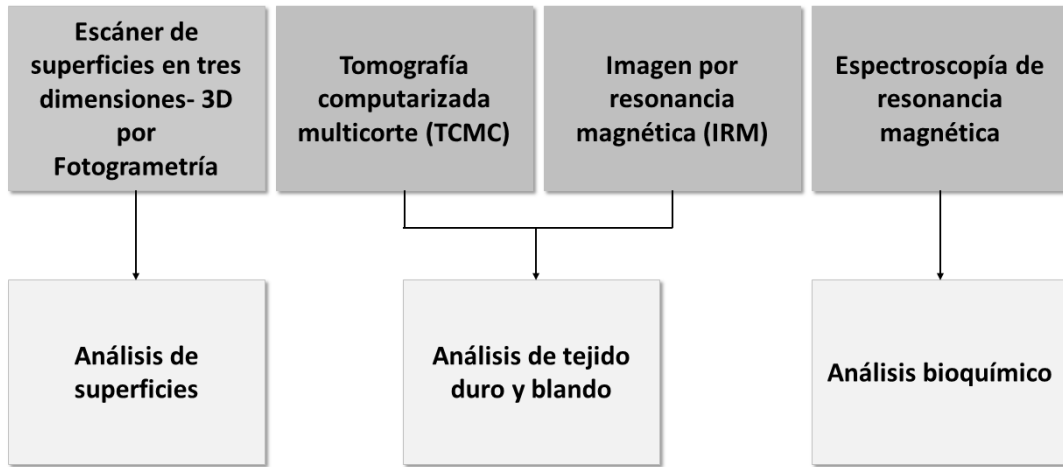 Escáner de
superficies en tres
dimensiones- 3D
por
Fotogrametría
Tomografía
computarizada
multicorte (TCMC)
Imagen por
resonancia
magnética (IRM)
Espectroscopía de
resonancia
magnética
Análisis de
superficies
Análisis de tejido
duro y blando
Análisis bioquímico